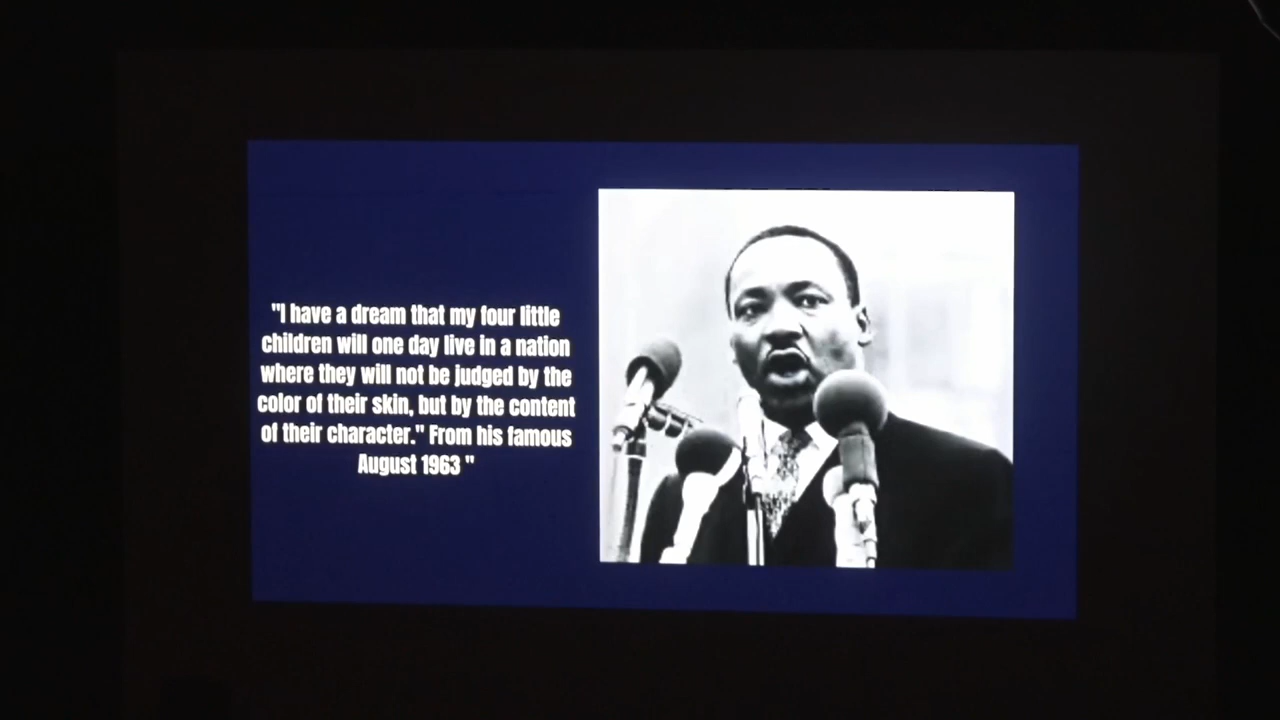 "I have a dream that my four little
children will one day live in a nation
where they will not be judged by the
color of their skin, but by the content
of their character." From his famous
August 1963 "